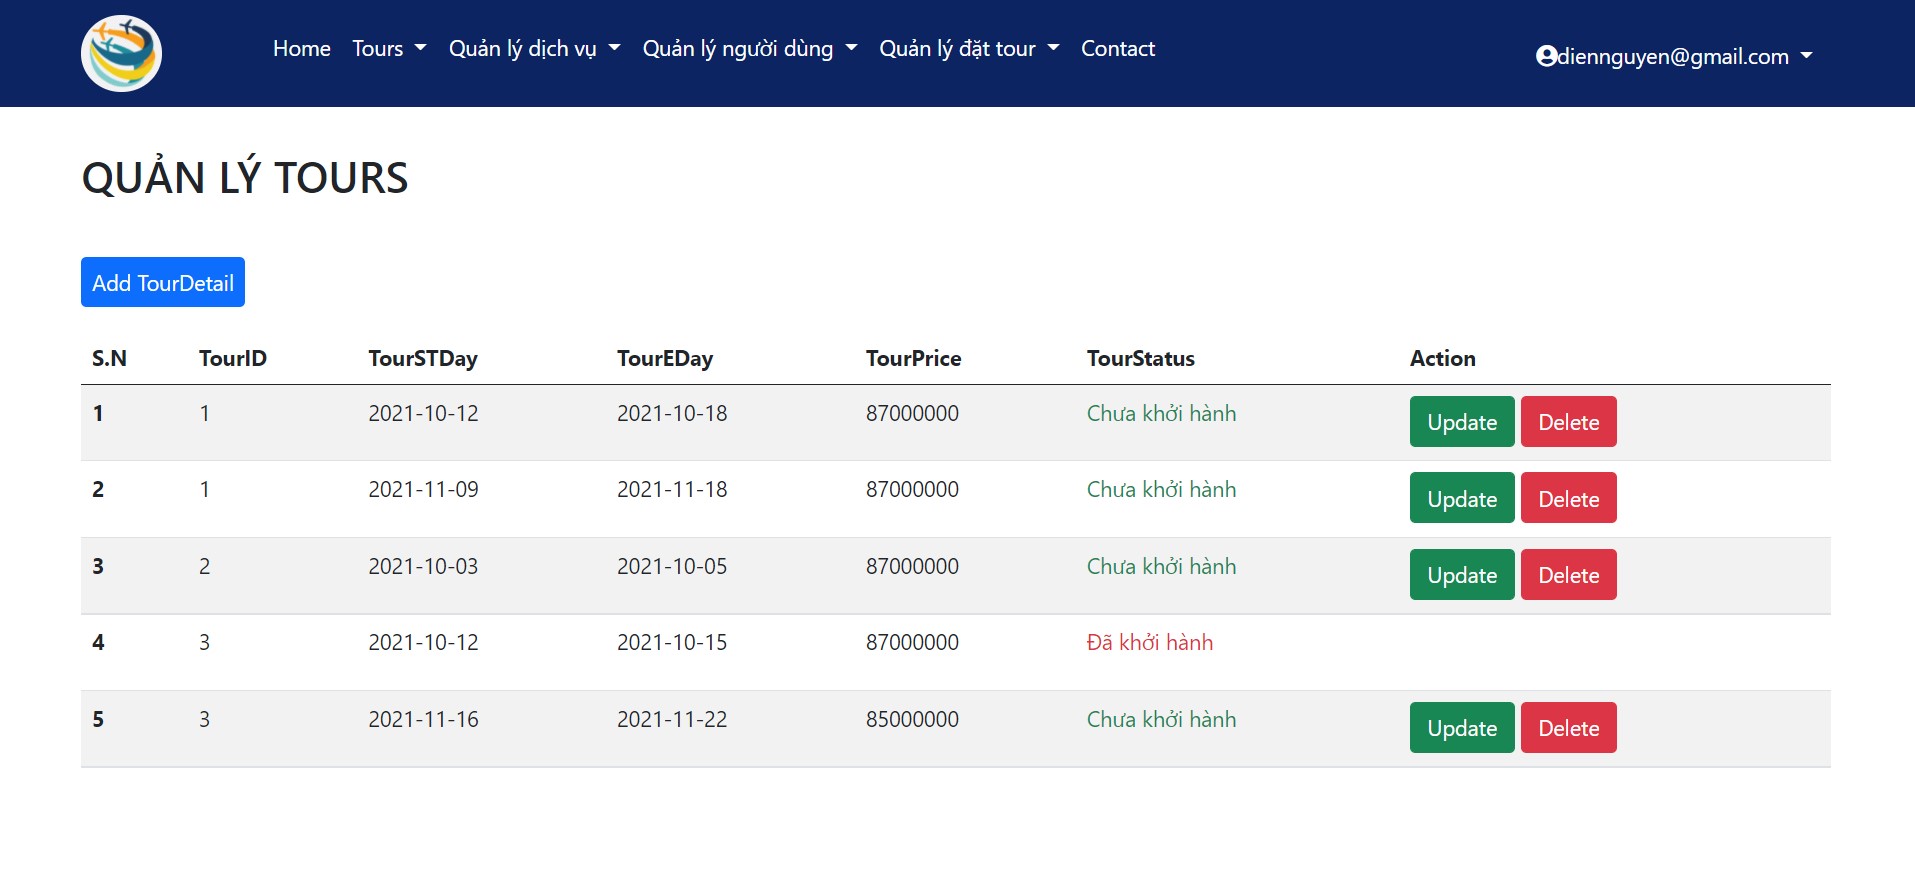 Home Tours Quản lý dịch vụ Quản lý người dùng Quản lý đặt tour Contact diennguyen@gmail.com
QUẢN LÝ TOURS
Add TourDetail
S.N TourID TourSTDay TourEDay TourPrice TourStatus Action
1 1 2021-10-12 2021-10-18 87000000 Chưa khởi hành Update Delete
2 1 2021-11-09 2021-11-18 87000000 Chưa khởi hành Update Delete
3 2 2021-10-03 2021-10-05 87000000 Chưa khởi hành Update Delete
4 3 2021-10-12 2021-10-15 87000000 Đã khởi hành
5 3 2021-11-16 2021-11-22 85000000 Chưa khởi hành Update Delete